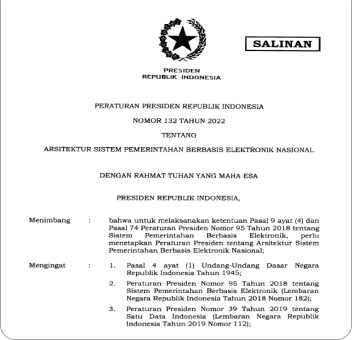 SALINAN
PRESIDEN
REPUBLIK INDONESIA
PERATURAN PRESIDEN REPUBLIK INDONESIA
NOMOR 132 TAHUN 2022
TENTANG
ARSITEKTUR SISTEM PEMERINTAHAN BERBASIS ELEKTRONIK NASIONAL
DENGAN RAHMAT TUHAN YANG MAHA ESA
PRESIDEN REPUBLIK INDONESIA,
Menimbang : bahwa untuk melaksanakan ketentuan Pasal 9 ayat (4) dan
Pasal 74 Peraturan Presiden Nomor 95 Tahun 2018 tentang
Sistem Pemerintahan Berbasis Elektronik, perlu
menetapkan Peraturan Presiden tentang Arsitektur Sistem
Pemerintahan Berbasis Elektronik Nasional;
Mengingat : 1. Pasal 4 ayat (1) Undang-Undang Dasar Negara
Republik Indonesia Tahun 1945;
2. Peraturan Presiden Nomor 95 Tahun 2018 tentang
Sistem Pemerintahan Berbasis Elektronik (Lembaran
Negara Republik Indonesia Tahun 2018 Nomor 182);
3. Peraturan Presiden Nomor 39 Tahun 2019 tentang
Satu Data Indonesia (Lembaran Negara Republik
Indonesia Tahun 2019 Nomor 112);